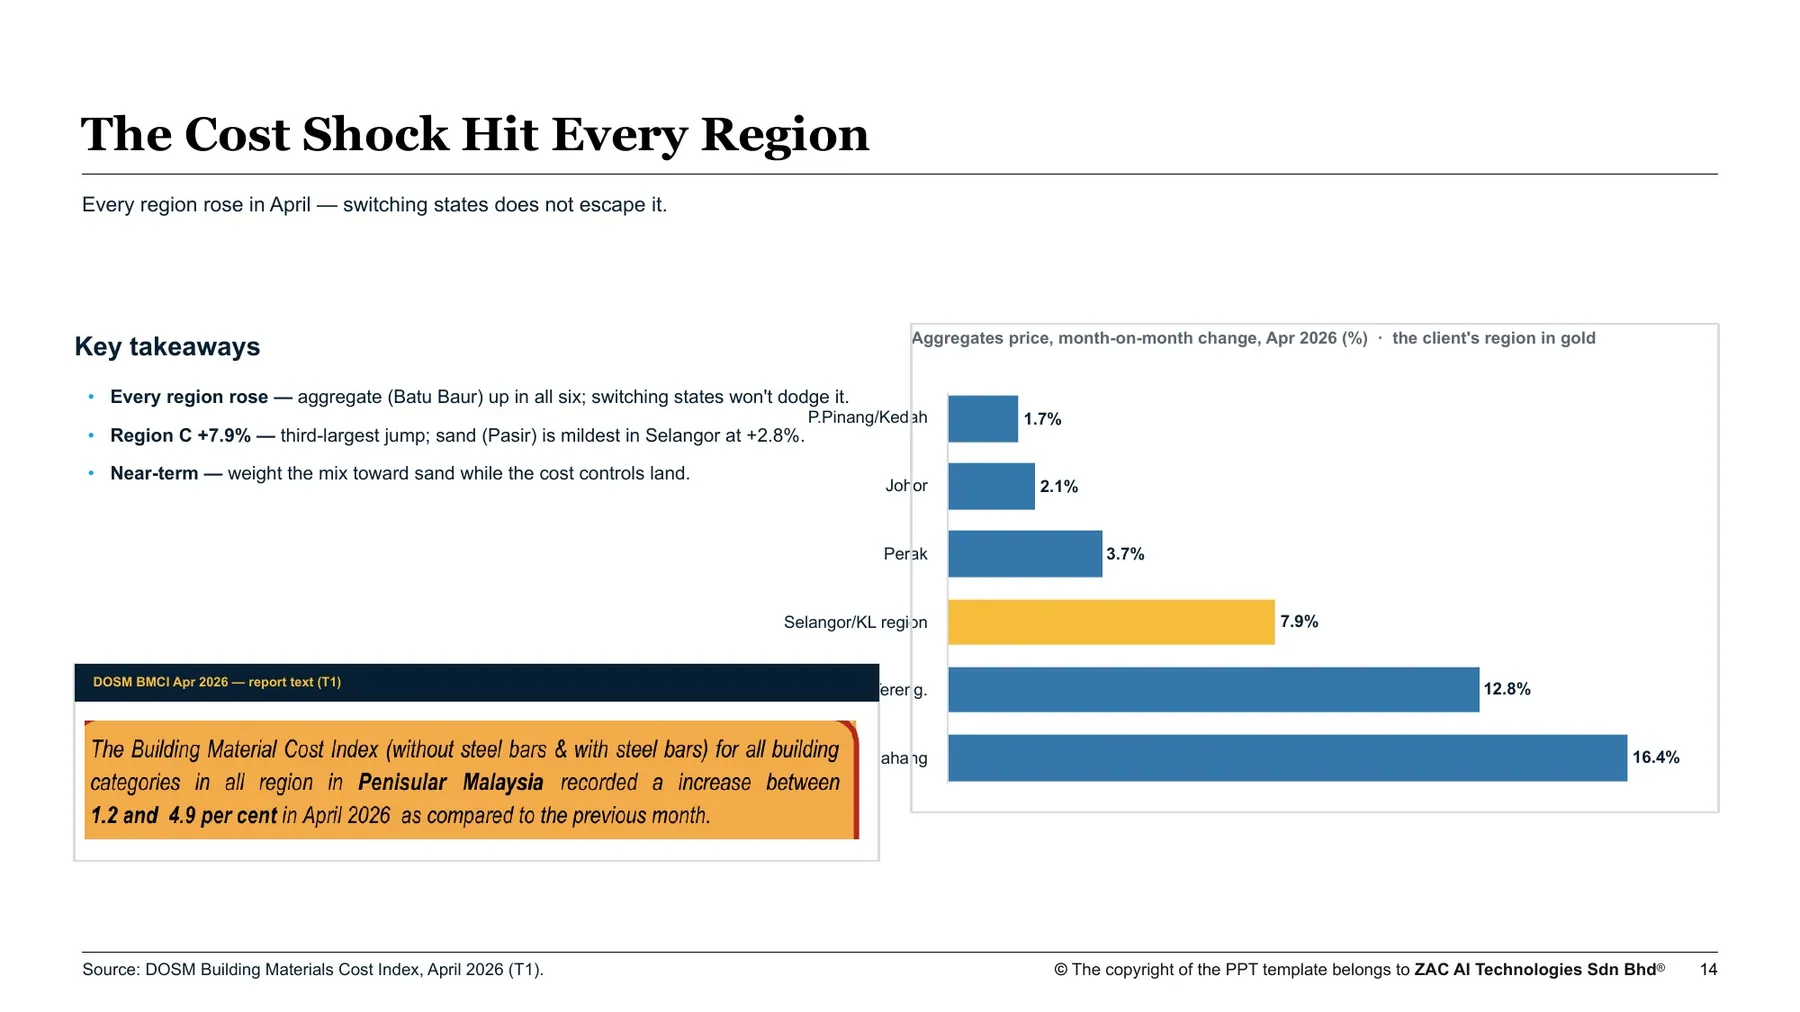 The Cost Shock Hit Every Region
Every region rose in April — switching states does not escape it.
Key takeaways
• Every region rose — aggregate (Batu Baur) up in all six; switching states won't dodge it.
• Region C +7.9% — third-largest jump; sand (Pasir) is mildest in Selangor at +2.8%.
• Near-term — weight the mix toward sand while the cost controls land.
DOSM BMCI Apr 2026 — report text (T1)
The Building Material Cost Index (without steel bars & with steel bars) for all building
categories in all region in Penisular Malaysia recorded a increase between
1.2 and 4.9 per cent in April 2026 as compared to the previous month.
Aggregates price, month-on-month change, Apr 2026 (%) · the client's region in gold
P.Pinang/Kedah 1.7%
Johor 2.1%
Perak 3.7%
Selangor/KL region 7.9%
12.8%
16.4%
Source: DOSM Building Materials Cost Index, April 2026 (T1).
© The copyright of the PPT template belongs to ZAC AI Technologies Sdn Bhd® 14